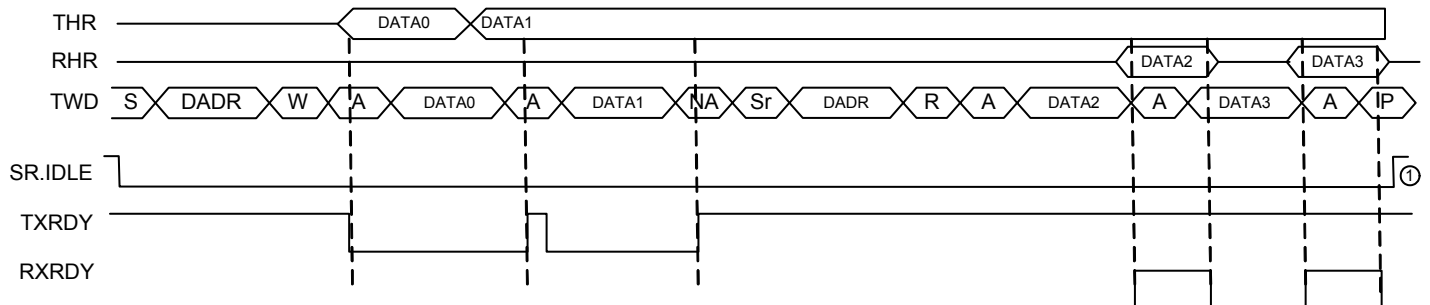 THR DATA0 DATA1
RHR DATA2 DATA3
TWD S DADR W A DATA0 A DATA1 NA Sr DADR R A DATA2 A DATA3 A P
SR.IDLE ①
TXRDY
RXRDY